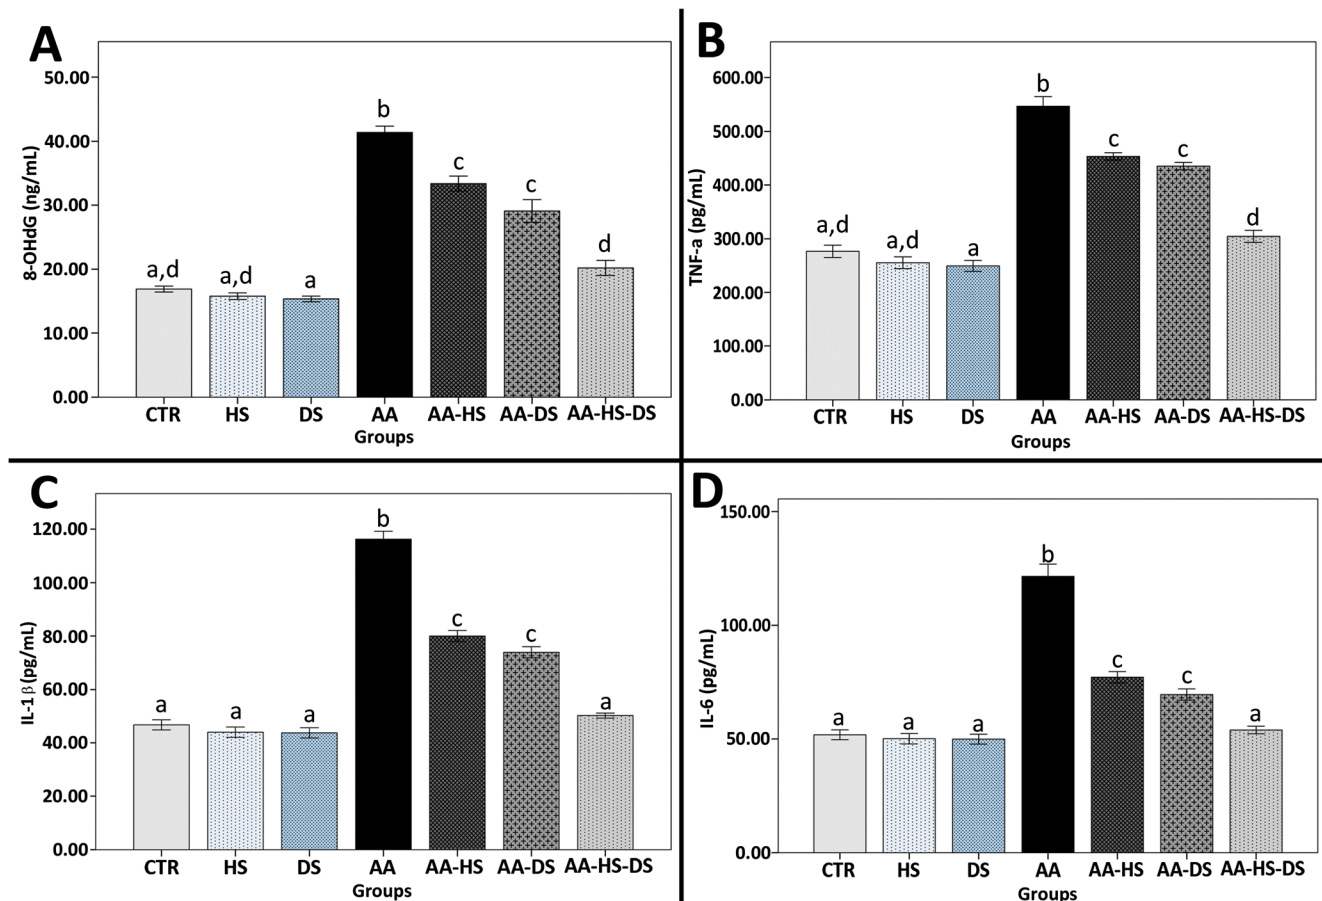 A
50.00
40.00
30.00
20.00
10.00
0.00
8-OHdG (ng/mL)
a,d
a,d
a
b
c
c
d
CTR HS DS AA AA-HS AA-DS AA-HS-DS
Groups
B
600.00
500.00
400.00
300.00
200.00
100.00
0.00
TNF-a (pg/mL)
a,d
a,d
a
b
c
c
d
CTR HS DS AA AA-HS AA-DS AA-HS-DS
Groups
C
120.00
100.00
80.00
60.00
40.00
20.00
0.00
IL-1 β (pg/mL)
a
a
a
b
c
c
a
CTR HS DS AA AA-HS AA-DS AA-HS-DS
Groups
D
150.00
100.00
50.00
0.00
IL-6 (pg/mL)
a
a
a
b
c
c
a
CTR HS DS AA AA-HS AA-DS AA-HS-DS
Groups